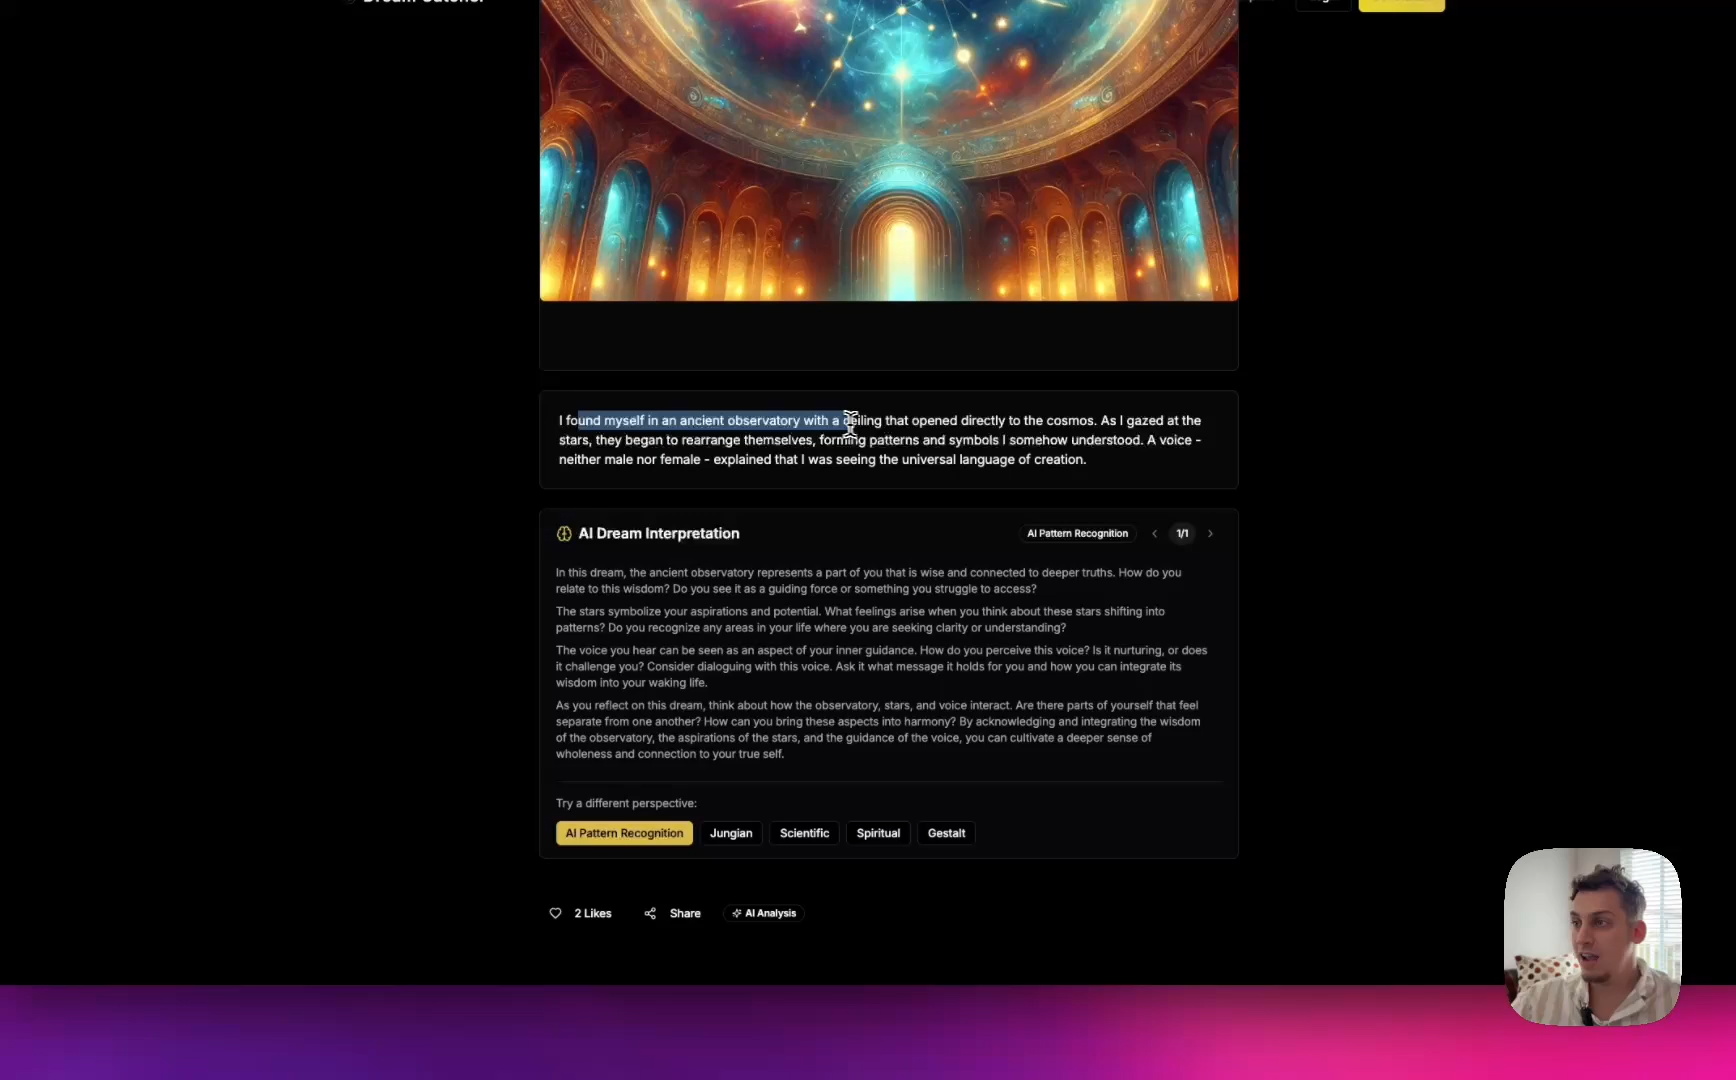 Dream Catcher
I found myself in an ancient observatory with a ceiling that opened directly to the cosmos. As I gazed at the
stars, they began to rearrange themselves, forming patterns and symbols I somehow understood. A voice -
neither male nor female - explained that I was seeing the universal language of creation.
AI Dream Interpretation
AI Pattern Recognition
1/1
In this dream, the ancient observatory represents a part of you that is wise and connected to deeper truths. How do you
relate to this wisdom? Do you see it as a guiding force or something you struggle to access?
The stars symbolize your aspirations and potential. What feelings arise when you think about these stars shifting into
patterns? Do you recognize any areas in your life where you are seeking clarity or understanding?
The voice you hear can be seen as an aspect of your inner guidance. How do you perceive this voice? Is it nurturing, or does
it challenge you? Consider dialoguing with this voice. Ask it what message it holds for you and how you can integrate its
wisdom into your waking life.
As you reflect on this dream, think about how the observatory, stars, and voice interact. Are there parts of yourself that feel
separate from one another? How can you bring these aspects into harmony? By acknowledging and integrating the wisdom
of the observatory, the aspirations of the stars, and the guidance of the voice, you can cultivate a deeper sense of
wholeness and connection to your true self.
Try a different perspective:
AI Pattern Recognition
Jungian
Scientific
Spiritual
Gestalt
2 Likes
Share
AI Analysis